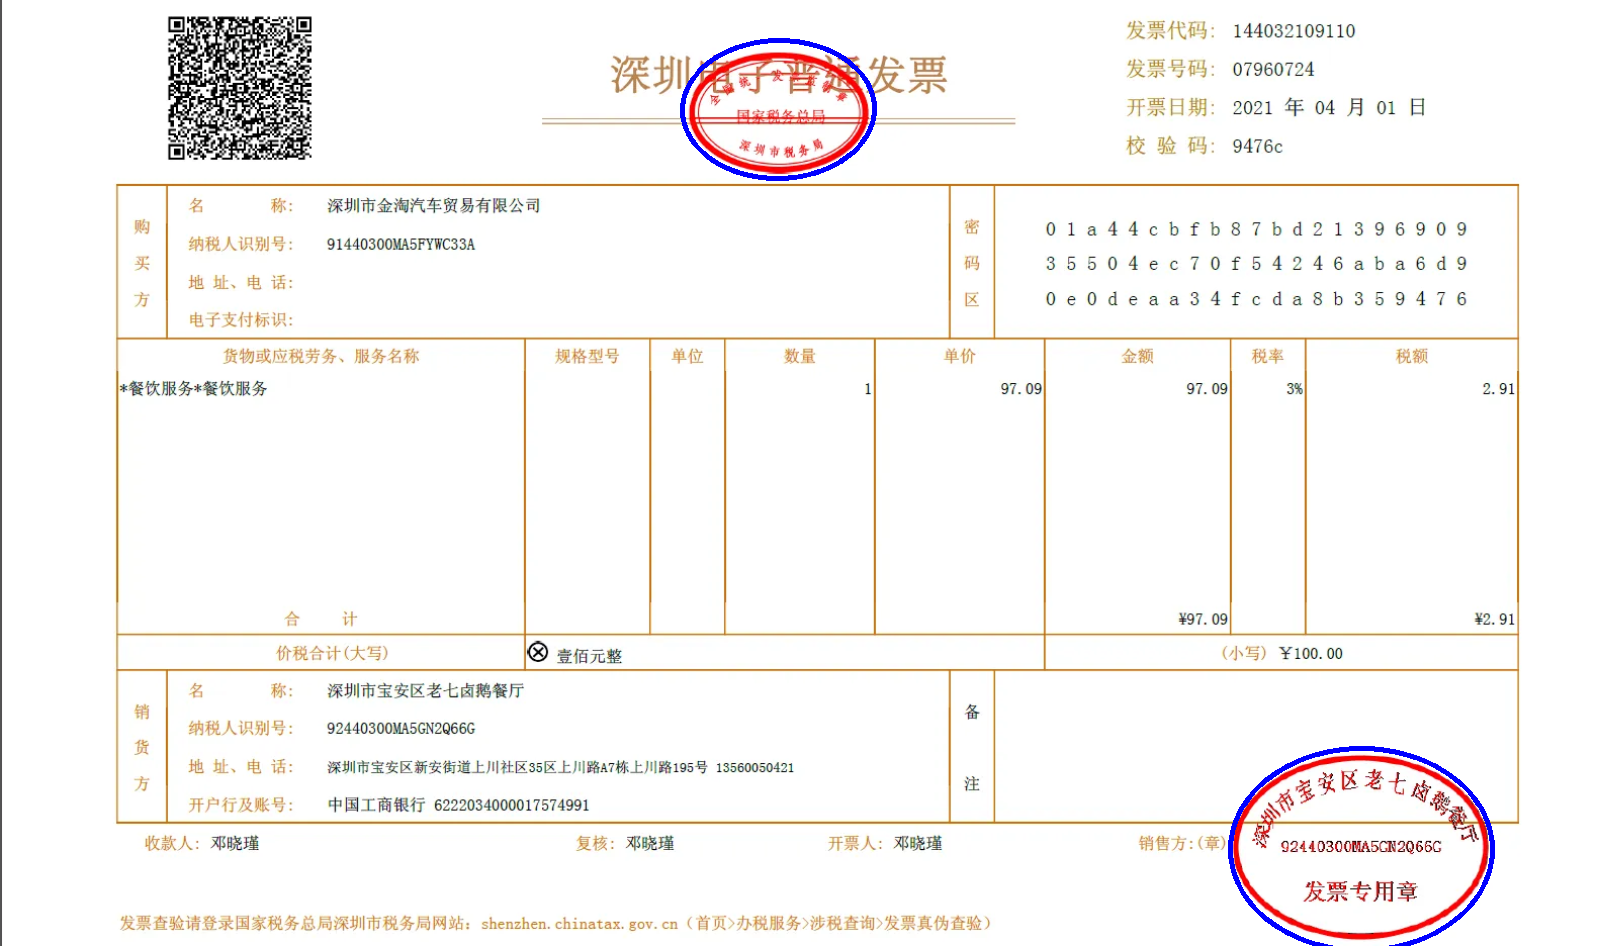 深圳电子普通发票
全国统一发票监制章
国家税务总局
深圳市税务局
发票代码: 144032109110
发票号码: 07960724
开票日期: 2021 年 04 月 01 日
校 验 码: 9476c
购买方
名 称: 深圳市金淘汽车贸易有限公司
纳税人识别号: 91440300MA5FYWC33A
地 址、电 话:
电子支付标识:
密码区
01a44cbfb87bd21396909
35504ec70f54246aba6d9
0e0deaa34fcda8b359476
货物或应税劳务、服务名称 规格型号 单位 数量 单价 金额 税率 税额
*餐饮服务*餐饮服务 1 97.09 97.09 3% 2.91
合 计 ¥97.09 ¥2.91
价税合计(大写) ⊗ 壹佰元整 (小写) ¥100.00
销货方
名 称: 深圳市宝安区老七卤鹅餐厅
纳税人识别号: 92440300MA5GN2Q66G
地 址、电 话: 深圳市宝安区新安街道上川社区35区上川路A7栋上川路195号 13560050421
开户行及账号: 中国工商银行 6222034000017574991
备注
收款人: 邓晓瑾 复核: 邓晓瑾 开票人: 邓晓瑾 销售方:(章)
深圳市宝安区老七卤鹅餐厅
92440300MA5GN2Q66G
发票专用章
发票查验请登录国家税务总局深圳市税务局网站: shenzhen.chinatax.gov.cn (首页>办税服务>涉税查询>发票真伪查验)